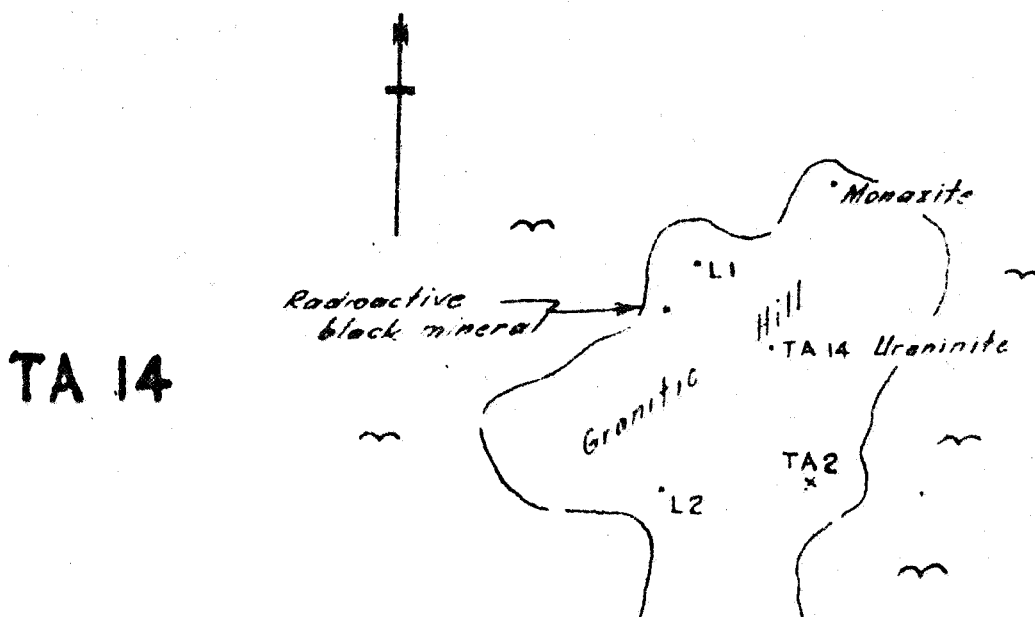 Monazite
L1
Radioactive
black mineral
Hill
TA 14 Uraninite
TA 14
Granitic
TA2
L2